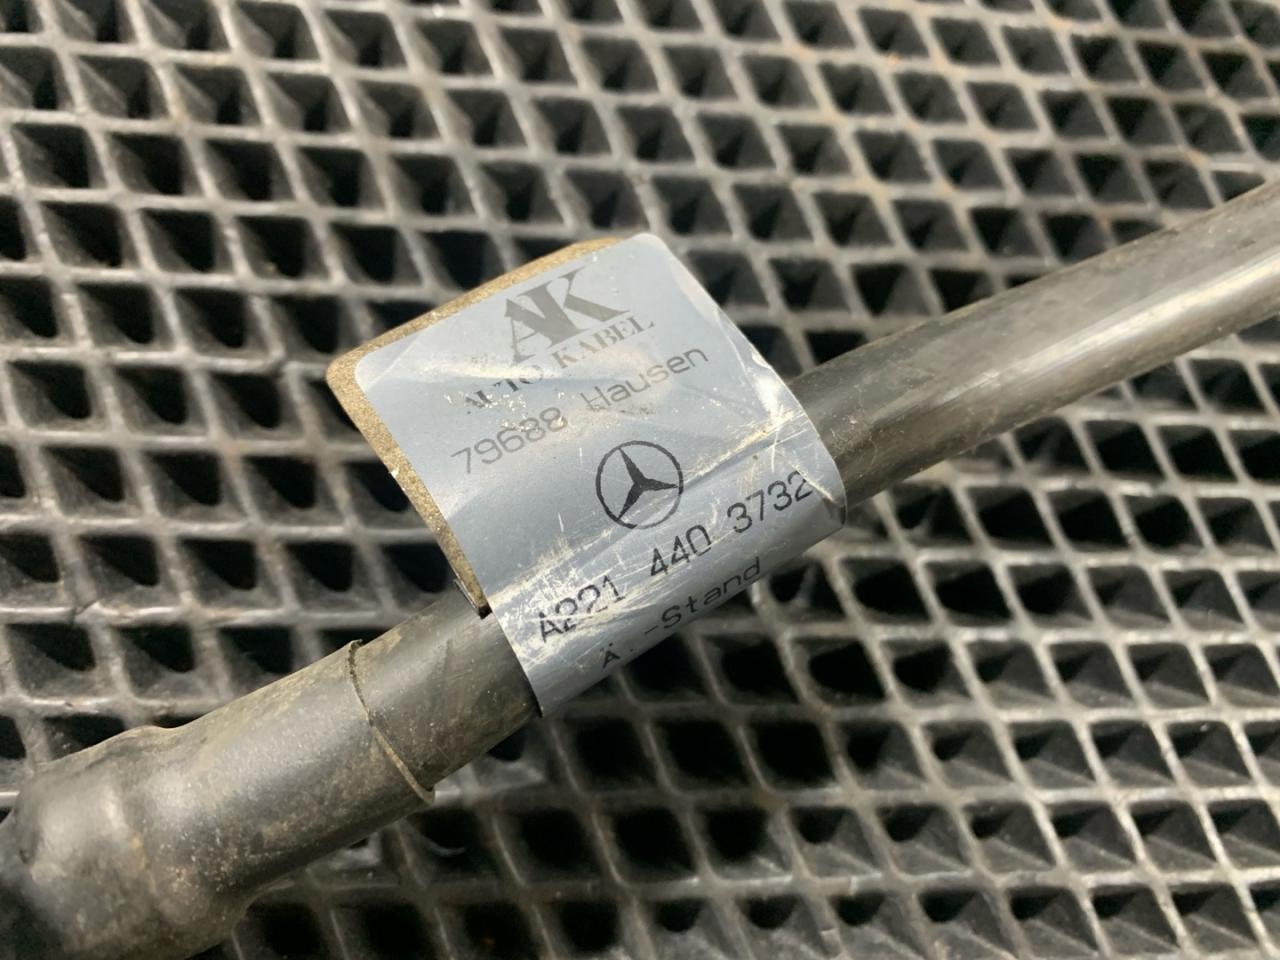 AK
AUTO KABEL
79688 Hausen
A221 440 3732
Ä.-Stand